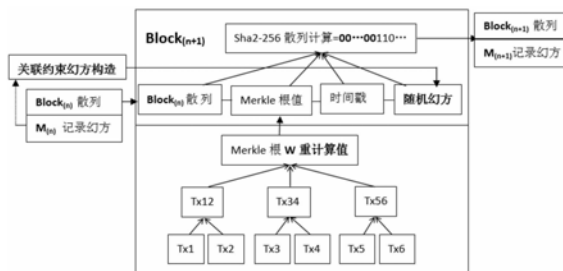 Block(n+1)
Sha2-256 散列计算=00…00110…
Block(n+1) 散列
M(n+1)记录幻方
关联约束幻方构造
Block(n) 散列
M(n) 记录幻方
Block(n) 散 列
Merkle 根值
时间戳
随机幻方
Merkle 根 W 重计算值
Tx12
Tx34
Tx56
Tx1
Tx2
Tx3
Tx4
Tx5
Tx6